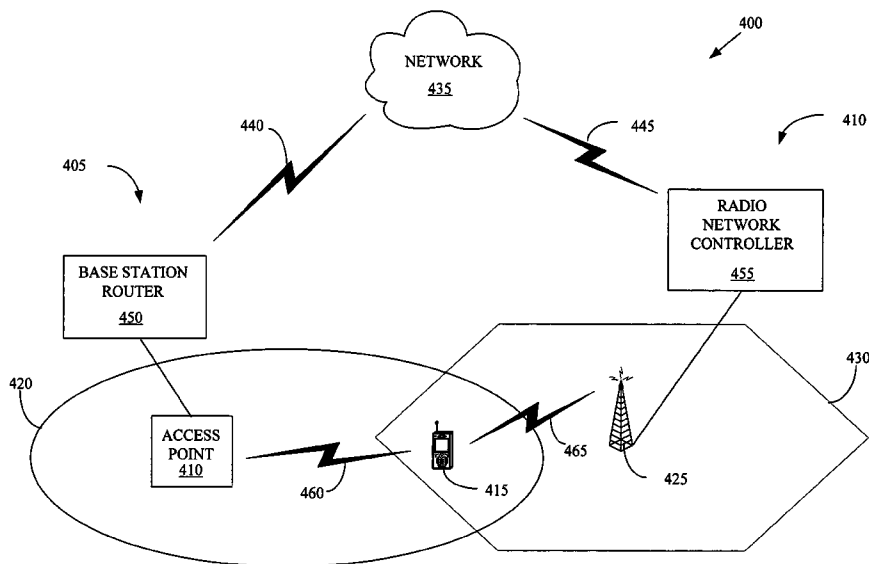 NETWORK
435
400
440
445
410
405
RADIO
NETWORK
CONTROLLER
455
BASE STATION
ROUTER
450
420
430
ACCESS
POINT
410
460
415
465
425